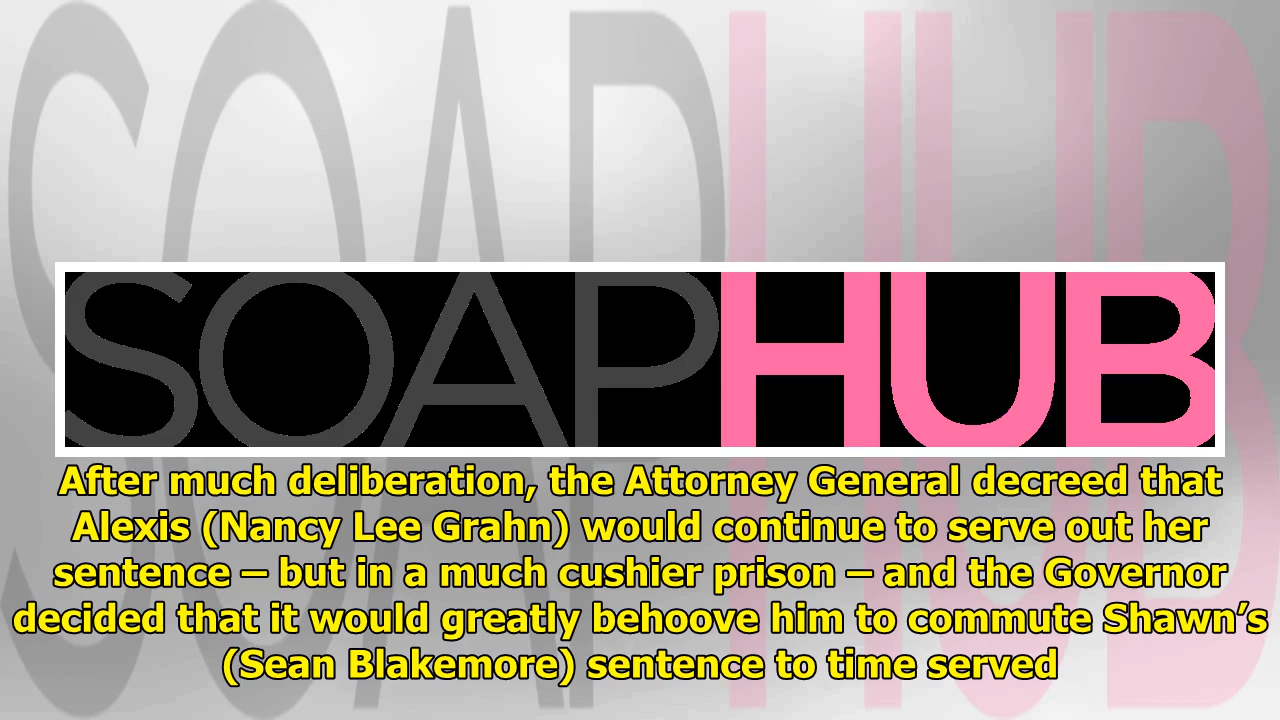 SOAPHUB
SOAPHUB
After much deliberation, the Attorney General decreed that
Alexis (Nancy Lee Grahn) would continue to serve out her
sentence – but in a much cushier prison – and the Governor
decided that it would greatly behoove him to commute Shawn’s
(Sean Blakemore) sentence to time served